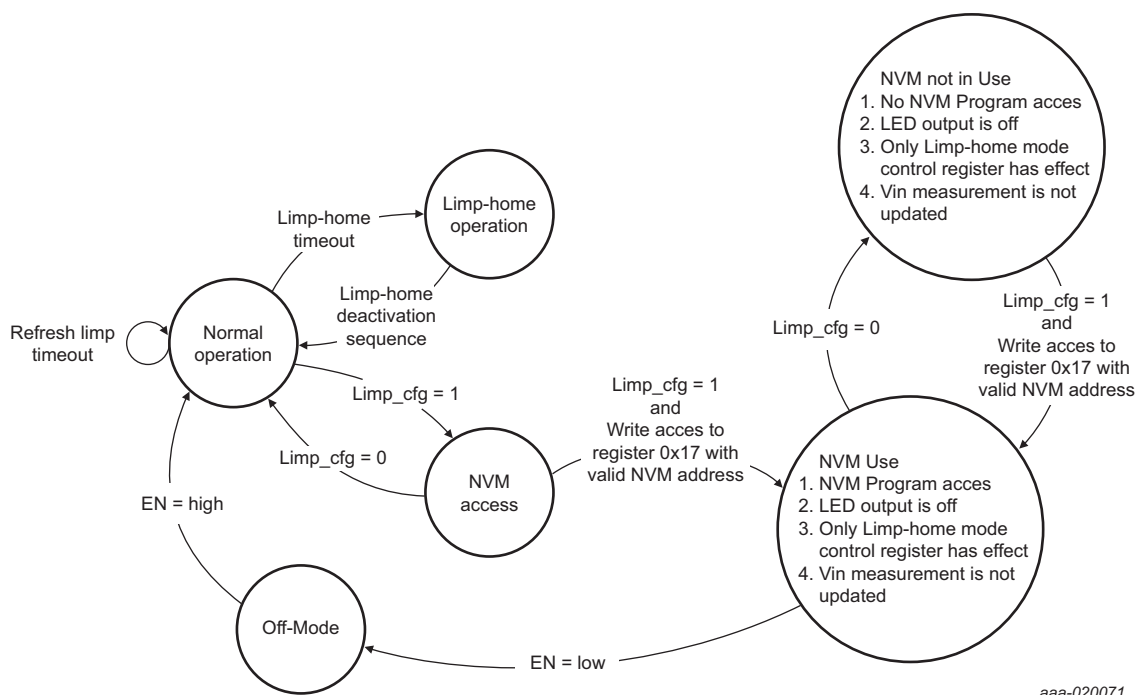 NVM not in Use
1. No NVM Program acces
2. LED output is off
3. Only Limp-home mode
control register has effect
4. Vin measurement is not
updated
Limp-home
operation
Limp-home
timeout
Limp-home
deactivation
sequence
Refresh limp
timeout
Normal
operation
Limp_cfg = 1
Limp_cfg = 0
NVM
access
EN = high
Off-Mode
Limp_cfg = 1
and
Write acces to
register 0x17 with
valid NVM address
Limp_cfg = 0
Limp_cfg = 1
and
Write acces to
register 0x17 with
valid NVM address
NVM Use
1. NVM Program acces
2. LED output is off
3. Only Limp-home mode
control register has effect
4. Vin measurement is not
updated
EN = low
aaa-020071